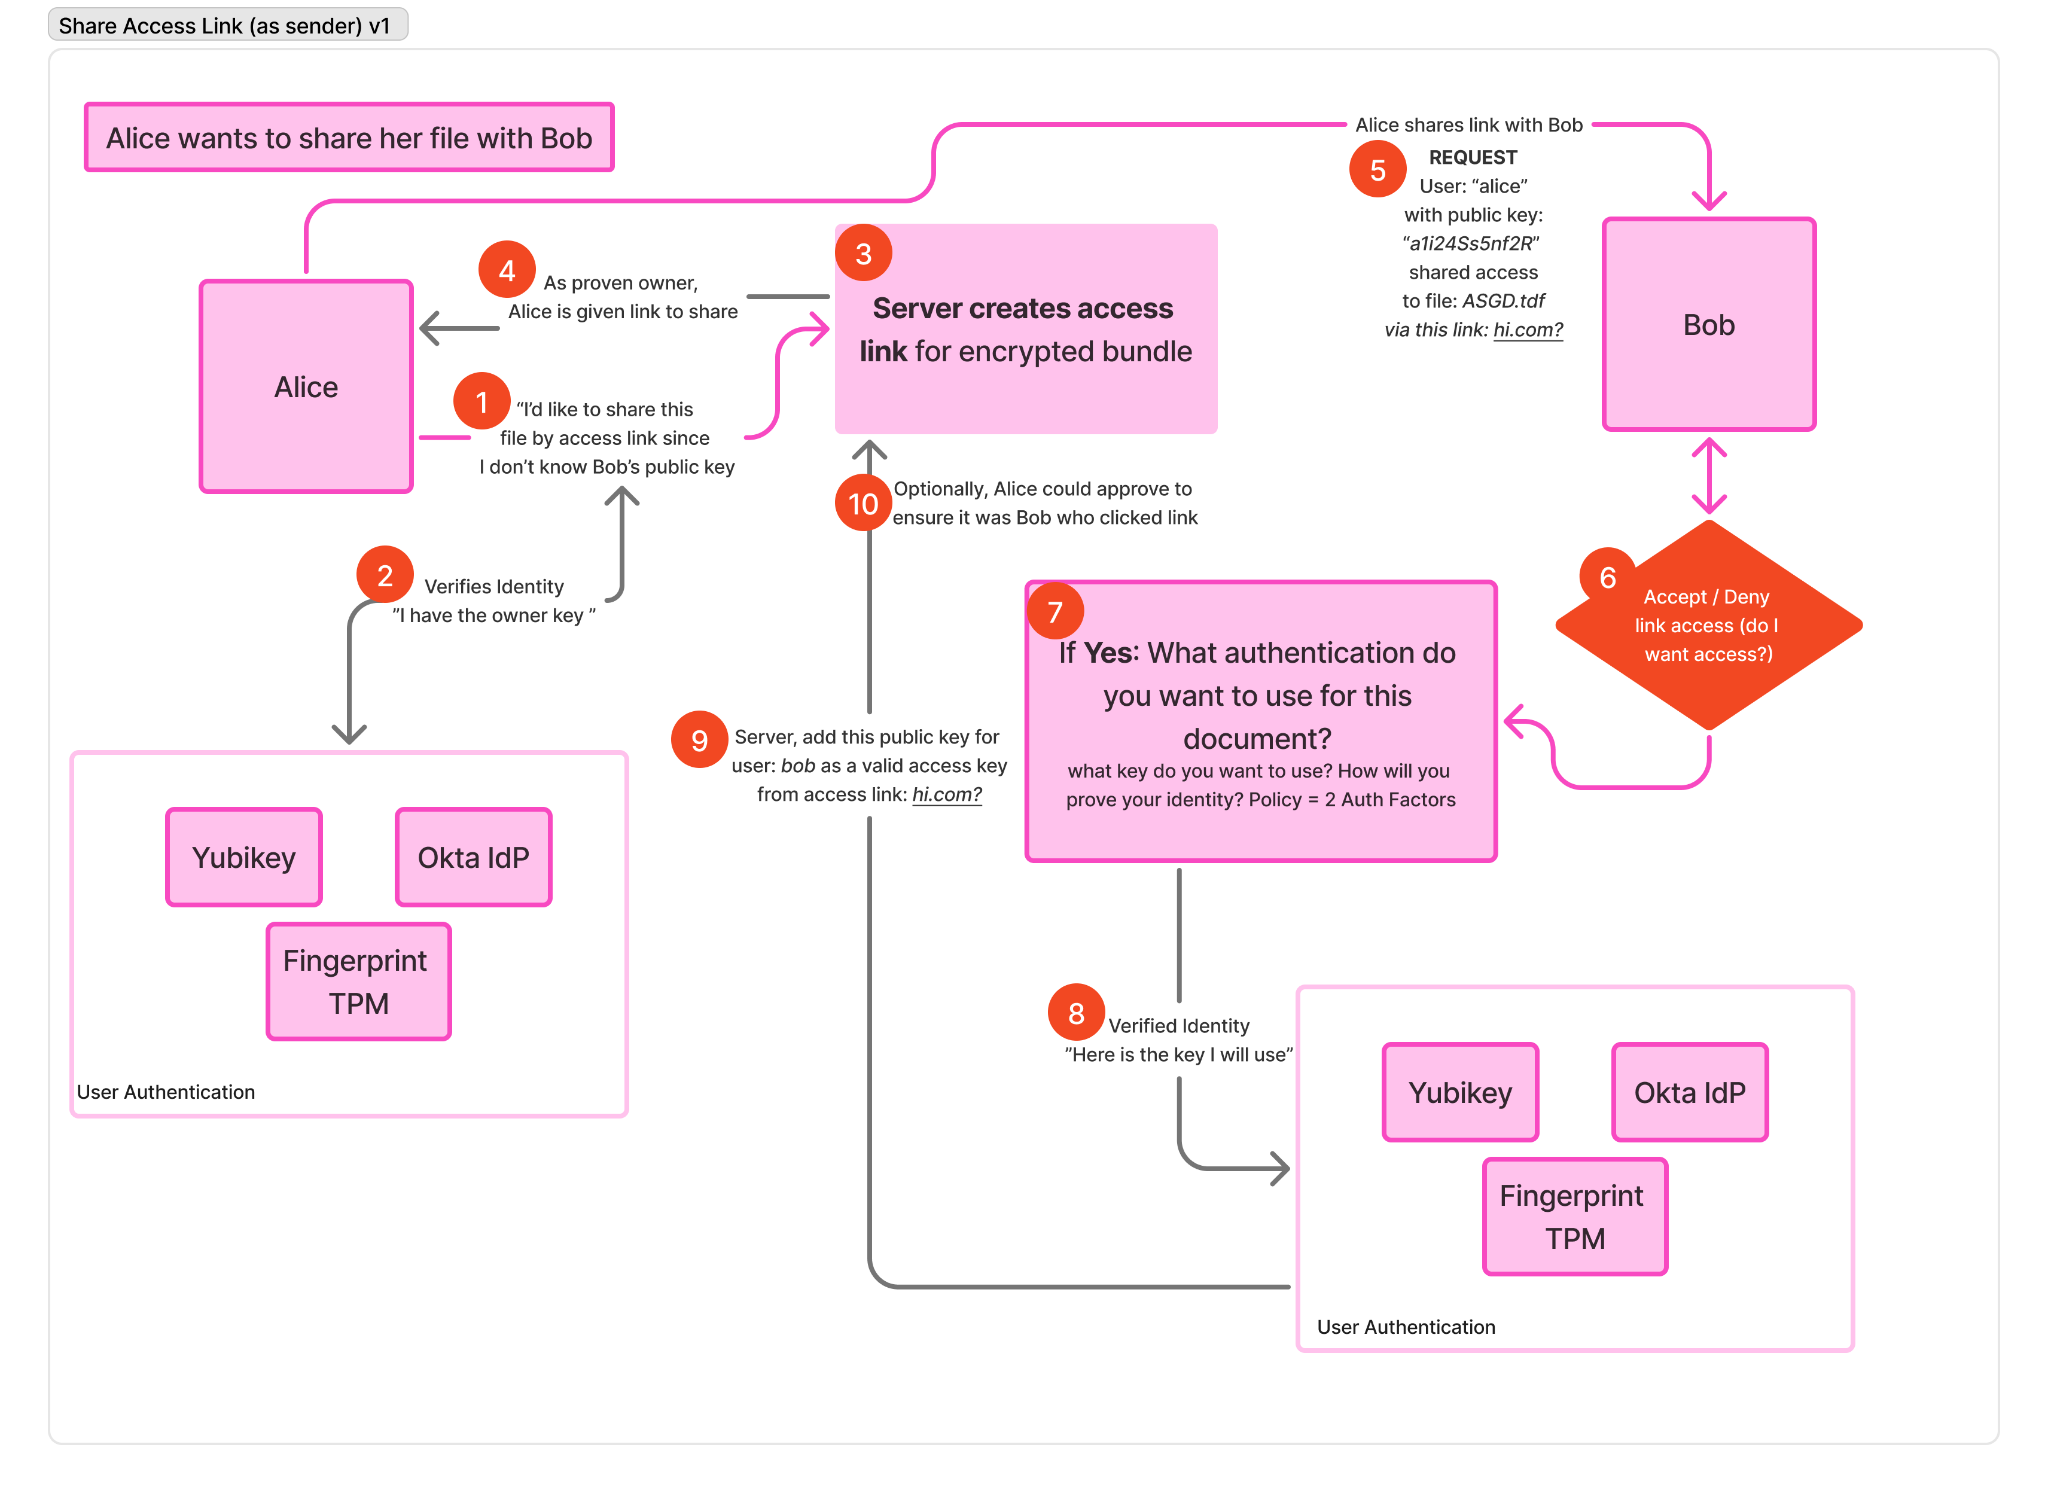 Share Access Link (as sender) v1
Alice wants to share her file with Bob
Alice shares link with Bob
5
REQUEST
User: “alice”
with public key:
“a1i24Ss5nf2R”
shared access
to file: ASGD.tdf
via this link: hi.com?
4
As proven owner,
Alice is given link to share
3
Server creates access
link for encrypted bundle
Bob
Alice
1
“I’d like to share this
file by access link since
I don’t know Bob’s public key
10
Optionally, Alice could approve to
ensure it was Bob who clicked link
2
Verifies Identity
”I have the owner key ”
6
Accept / Deny
link access (do I
want access?)
7
If Yes: What authentication do
you want to use for this
document?
what key do you want to use? How will you
prove your identity? Policy = 2 Auth Factors
9
Server, add this public key for
user: bob as a valid access key
from access link: hi.com?
Yubikey
Okta IdP
Fingerprint
TPM
User Authentication
8
Verified Identity
”Here is the key I will use”
Yubikey
Okta IdP
Fingerprint
TPM
User Authentication